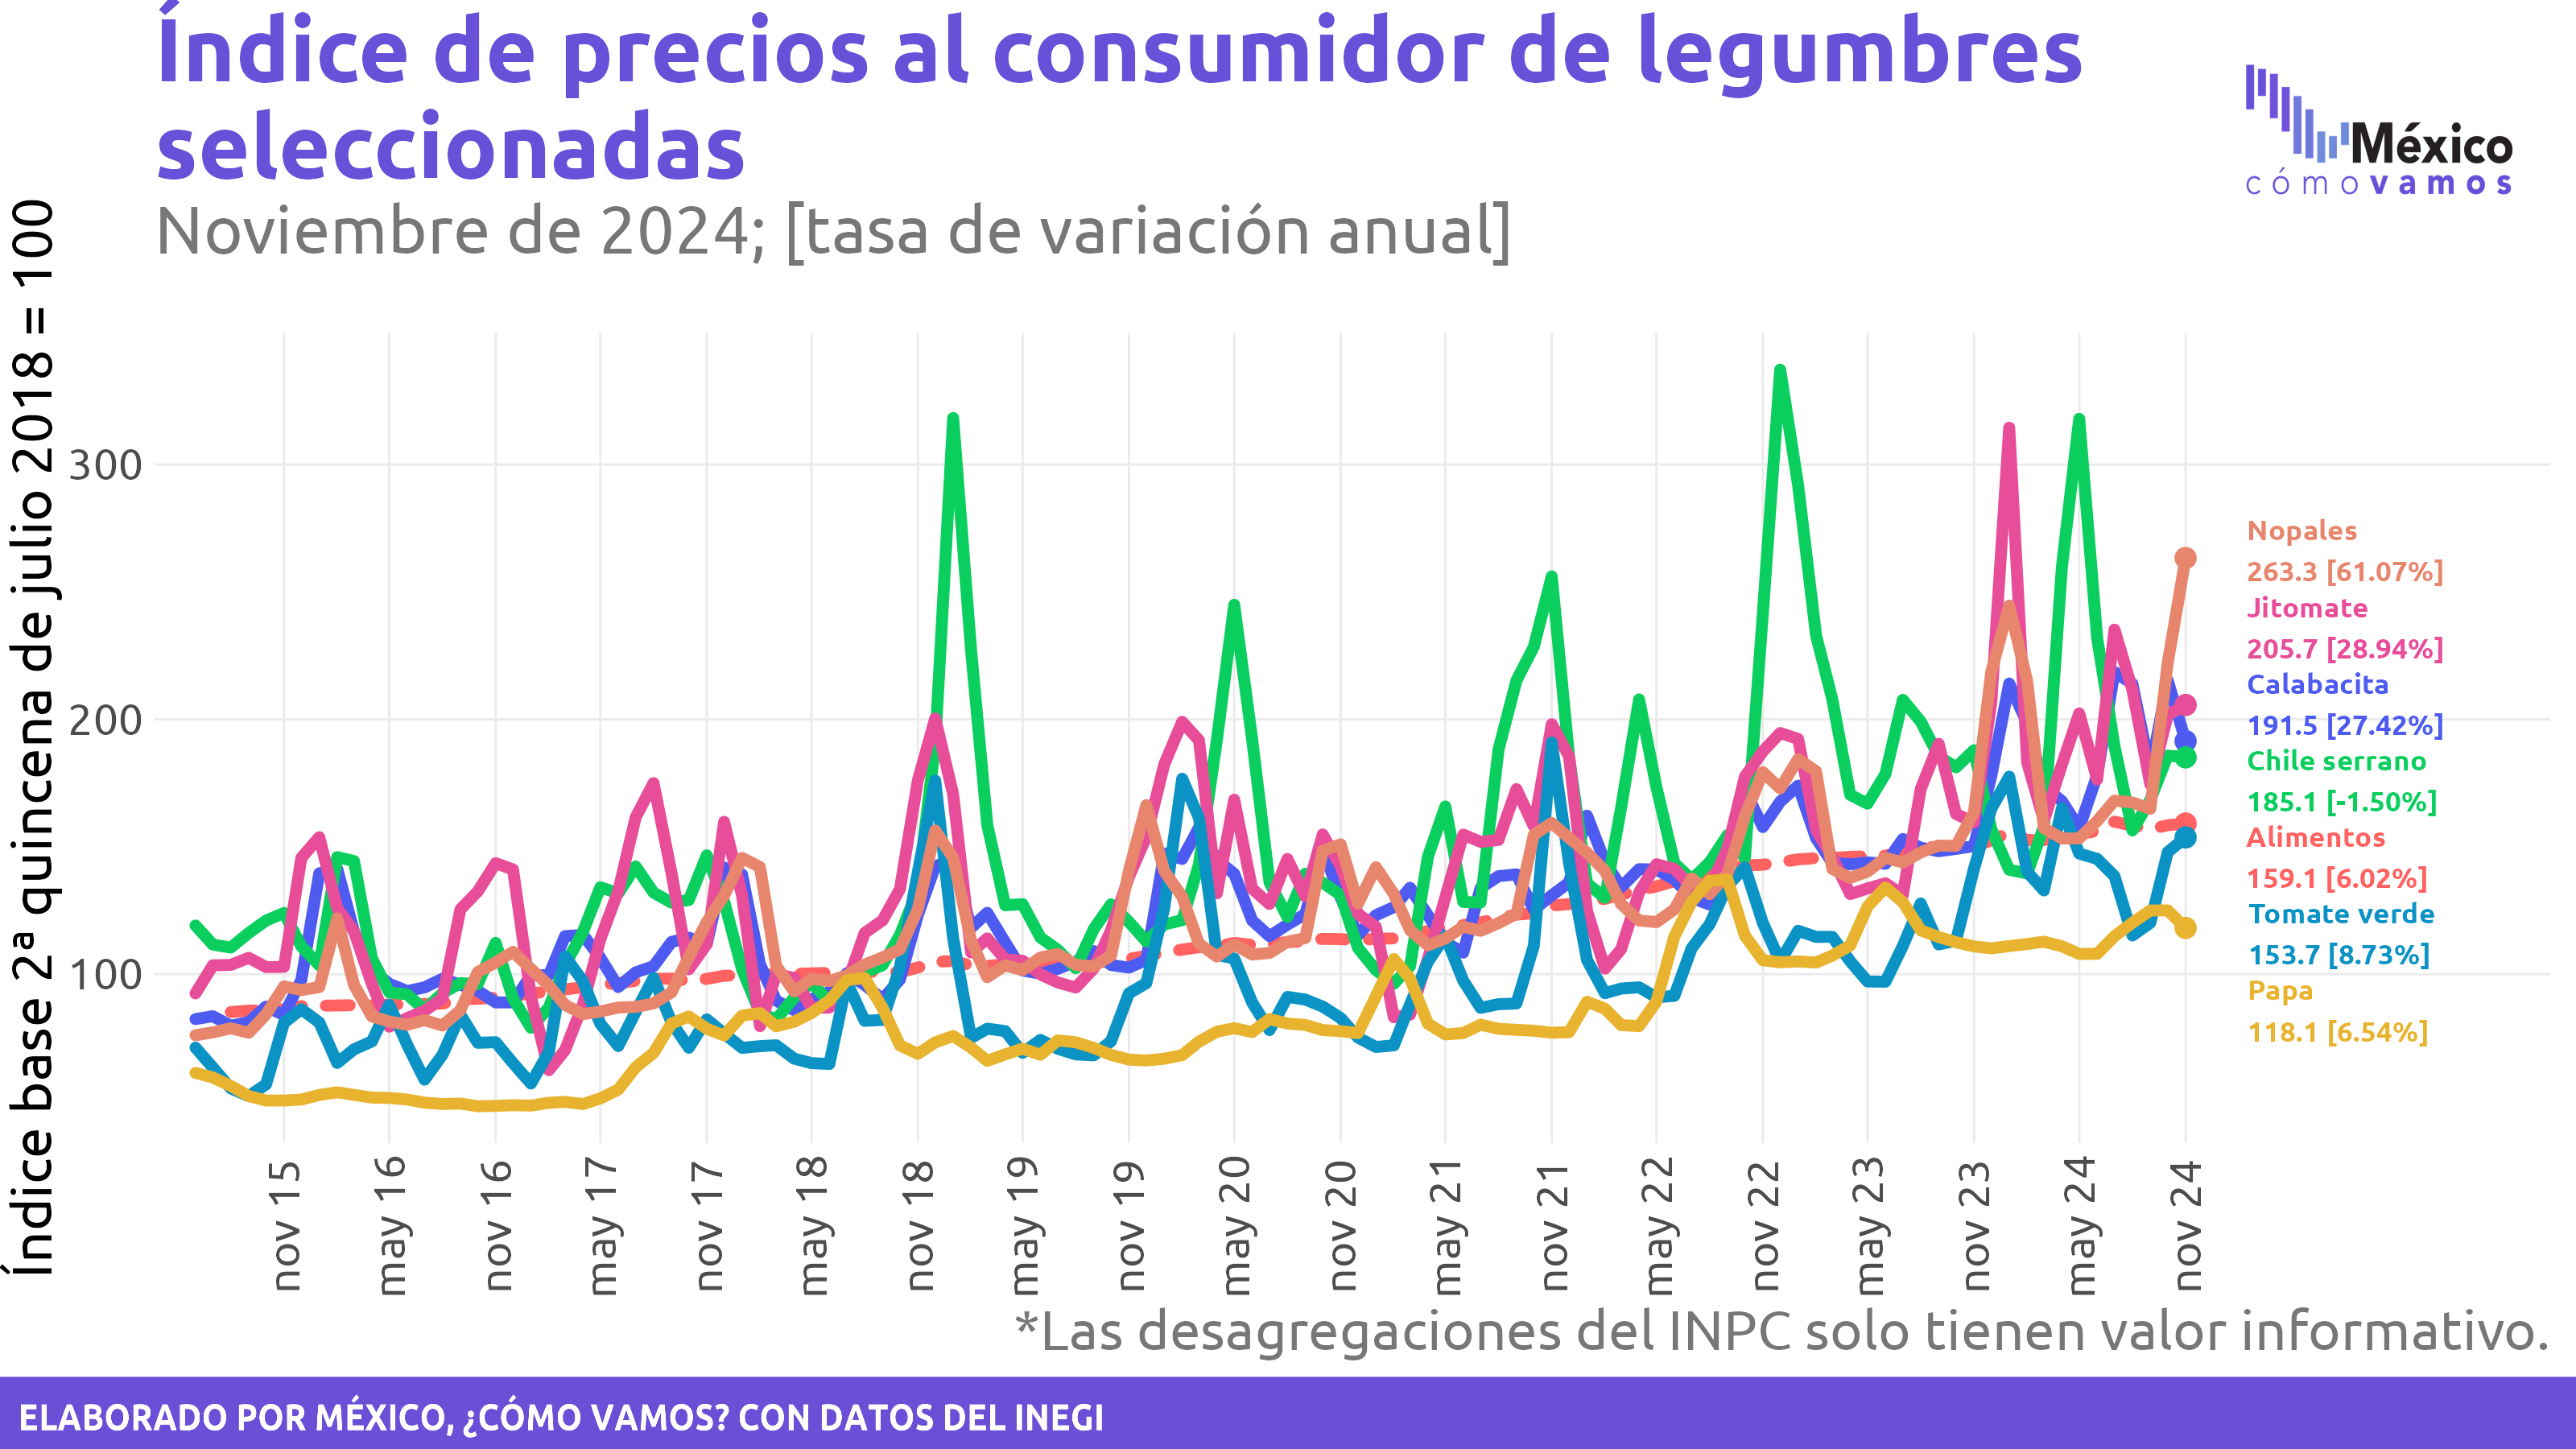 Índice de precios al consumidor de legumbres
seleccionadas
Noviembre de 2024; [tasa de variación anual]
México
cómo vamos
Índice base 2ª quincena de julio 2018 = 100
300
200
100
Nopales
263.3 [61.07%]
Jitomate
205.7 [28.94%]
Calabacita
191.5 [27.42%]
Chile serrano
185.1 [-1.50%]
Alimentos
159.1 [6.02%]
Tomate verde
153.7 [8.73%]
Papa
118.1 [6.54%]
nov 15
may 16
nov 16
may 17
nov 17
may 18
nov 18
may 19
nov 19
may 20
nov 20
may 21
nov 21
may 22
nov 22
may 23
nov 23
may 24
nov 24
*Las desagregaciones del INPC solo tienen valor informativo.
ELABORADO POR MÉXICO, ¿CÓMO VAMOS? CON DATOS DEL INEGI